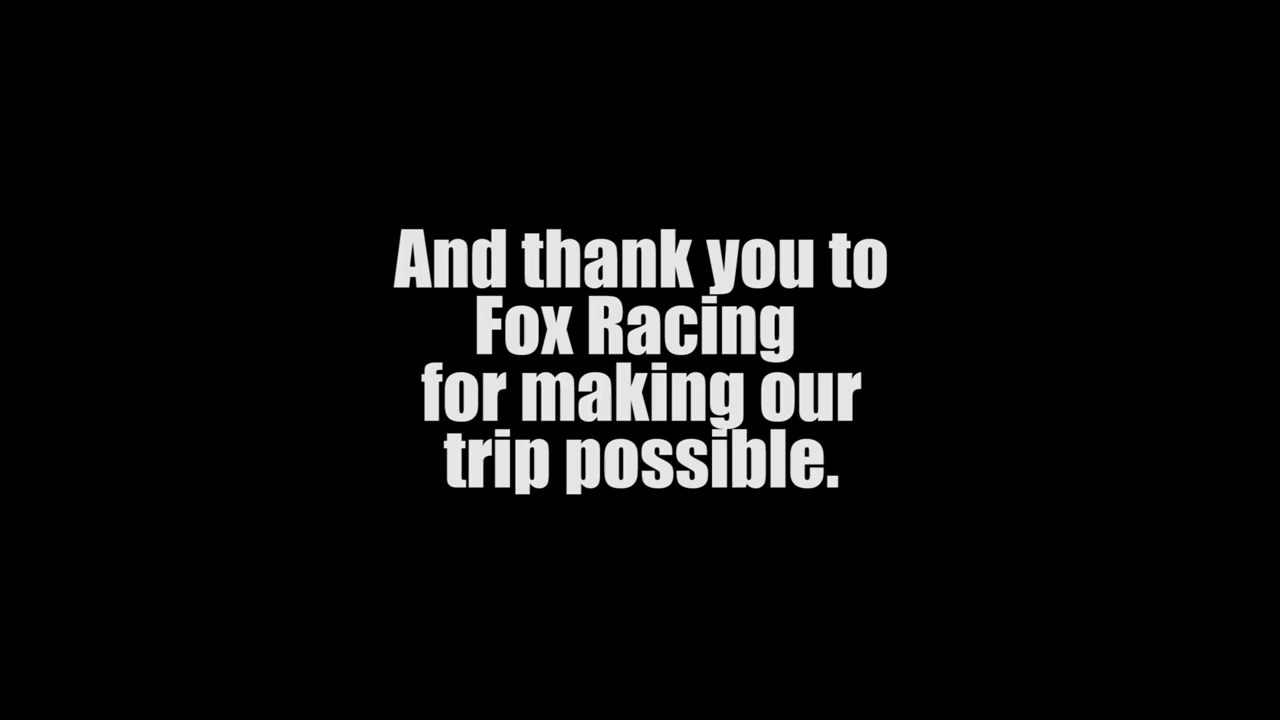 And thank you to
Fox Racing
for making our
trip possible.